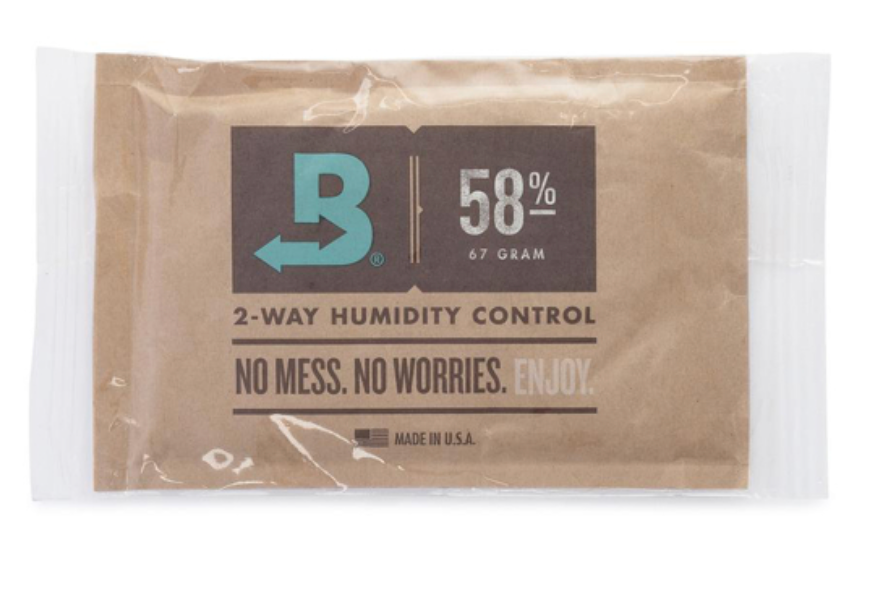 B®
58%
67 GRAM
2-WAY HUMIDITY CONTROL
NO MESS. NO WORRIES. ENJOY.
MADE IN U.S.A.